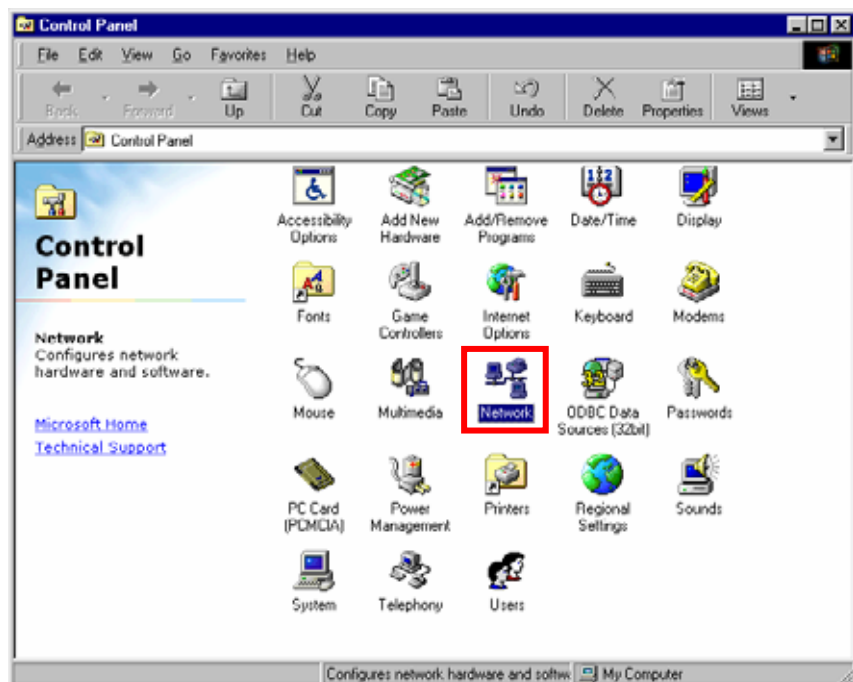 Control Panel
File Edit View Go Favorites Help
Back Forward Up Cut Copy Paste Undo Delete Properties Views
Address Control Panel
Control
Panel
Network
Configures network
hardware and software.
Microsoft Home
Technical Support
Accessibility
Options
Add New
Hardware
Add/Remove
Programs
Date/Time
Display
Fonts
Game
Controllers
Internet
Options
Keyboard
Modems
Mouse
Multimedia
Network
ODBC Data
Sources (32bit)
Passwords
PC Card
(PCMCIA)
Power
Management
Printers
Regional
Settings
Sounds
System
Telephony
Users
Configures network hardware and softw
My Computer